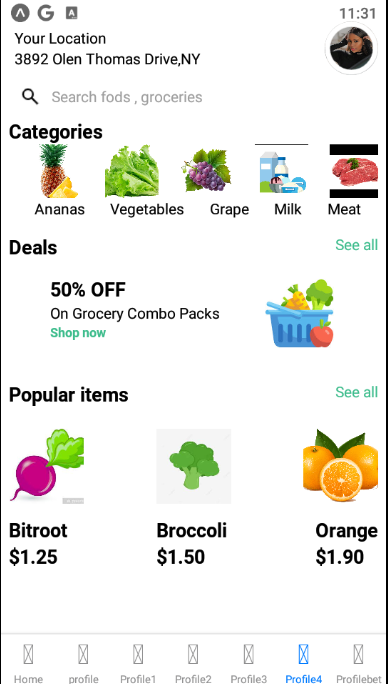 11:31
Your Location
3892 Olen Thomas Drive,NY
Search fods , groceries
Categories
Ananas Vegetables Grape Milk Meat
Deals See all
50% OFF
On Grocery Combo Packs
Shop now
Popular items See all
Bitroot Broccoli Orange
$1.25 $1.50 $1.90
Home profile Profile1 Profile2 Profile3 Profile4 Profilebet